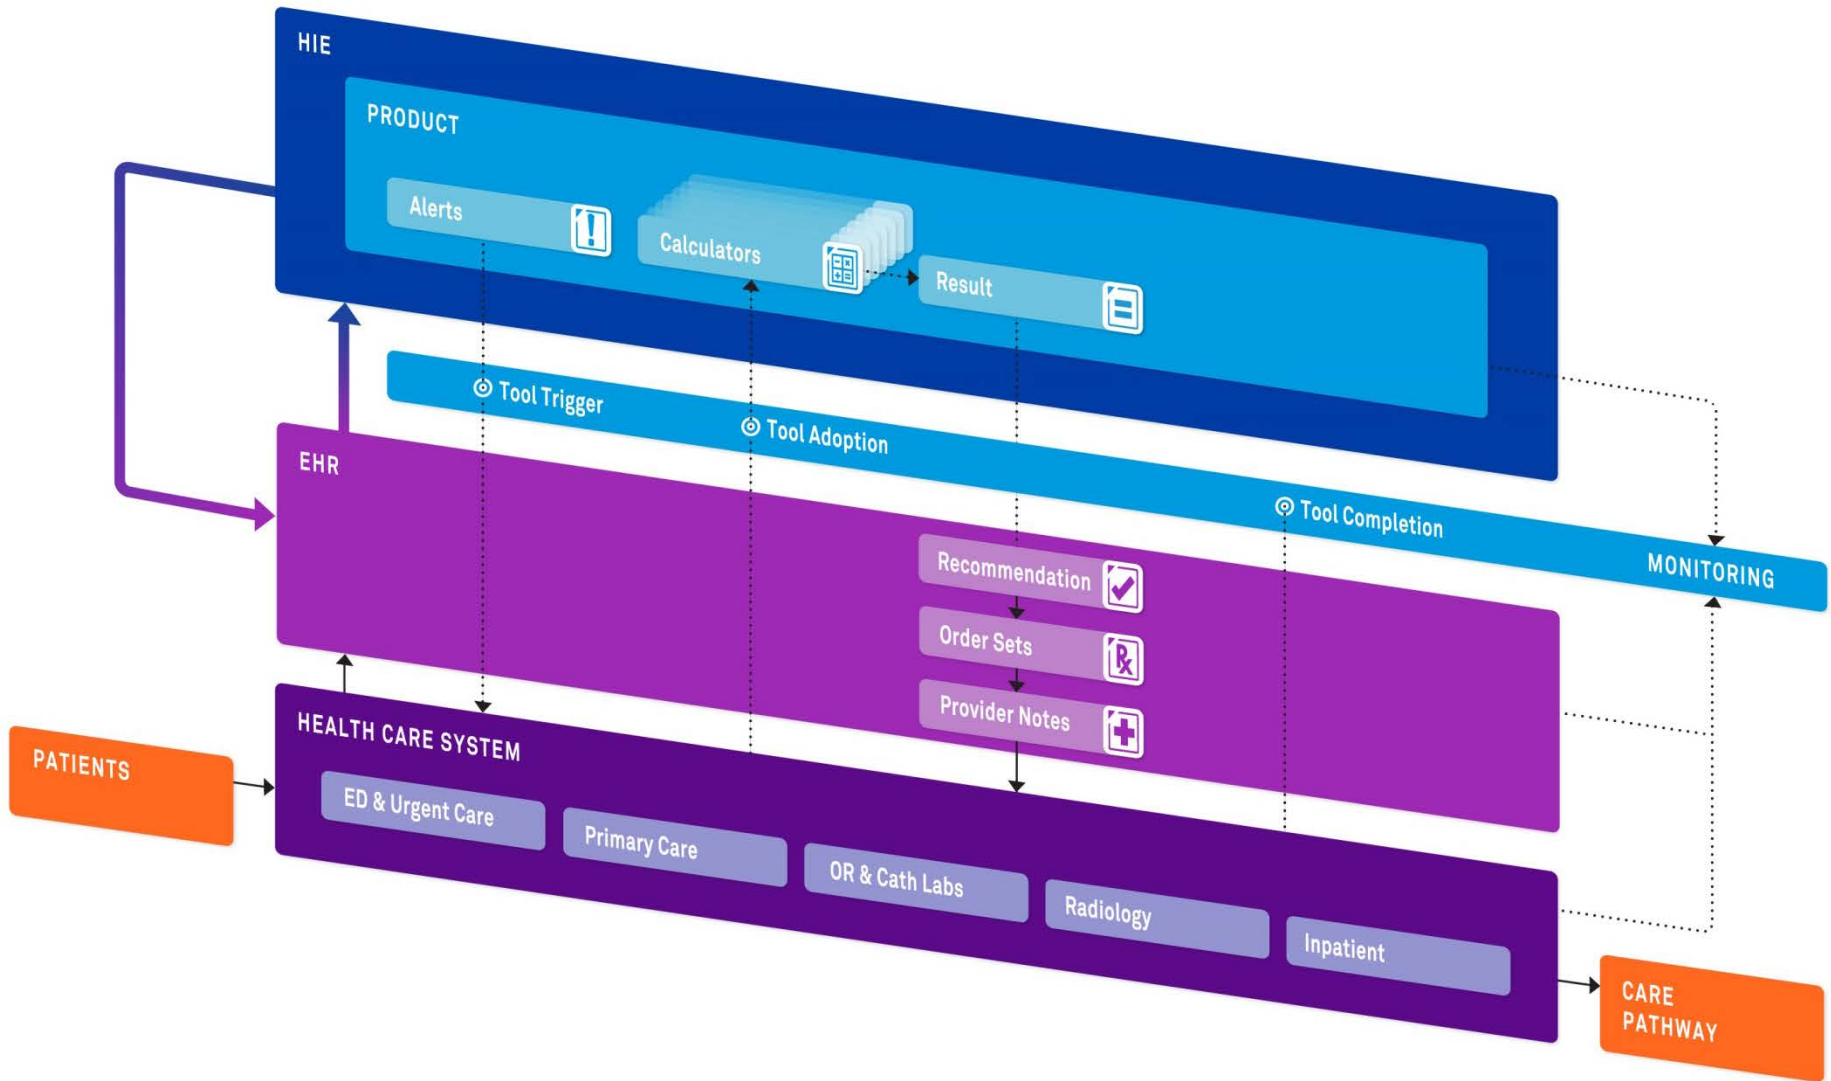 HIE
PRODUCT
Alerts
Calculators
Result
Tool Trigger
Tool Adoption
Tool Completion
MONITORING
EHR
Recommendation
Order Sets
Rx
Provider Notes
HEALTH CARE SYSTEM
PATIENTS
ED & Urgent Care
Primary Care
OR & Cath Labs
Radiology
Inpatient
CARE
PATHWAY